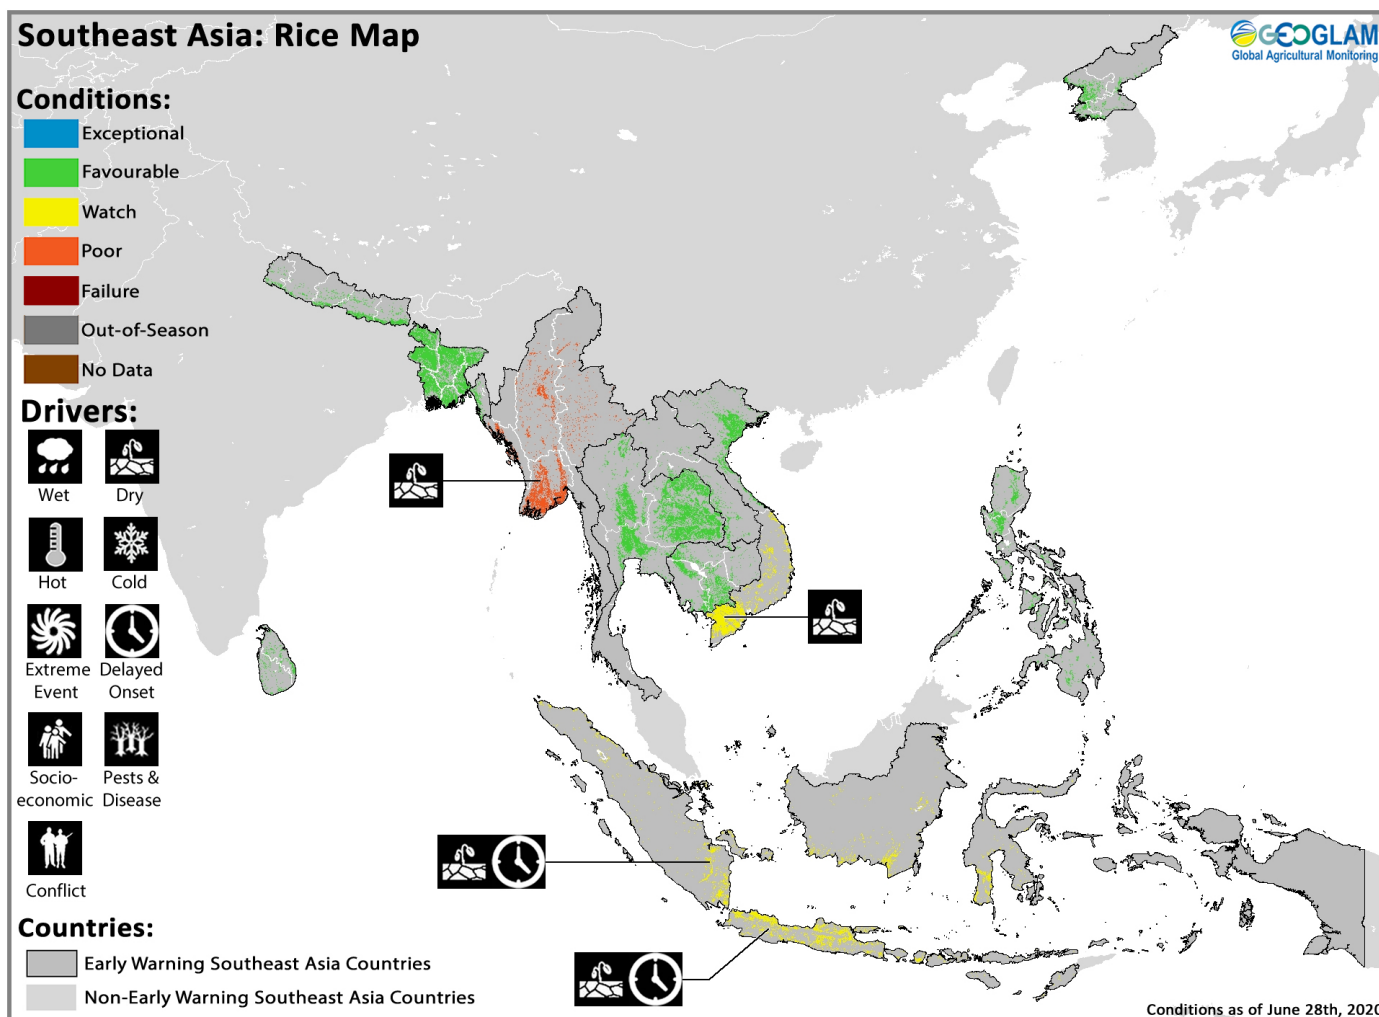 Southeast Asia: Rice Map
GEOGLAM
Global Agricultural Monitoring
Conditions:
Exceptional
Favourable
Watch
Poor
Failure
Out-of-Season
No Data
Drivers:
Wet
Dry
Hot
Cold
Extreme
Event
Delayed
Onset
Socio-
economic
Pests &
Disease
Conflict
Countries:
Early Warning Southeast Asia Countries
Non-Early Warning Southeast Asia Countries
Conditions as of June 28th, 2020